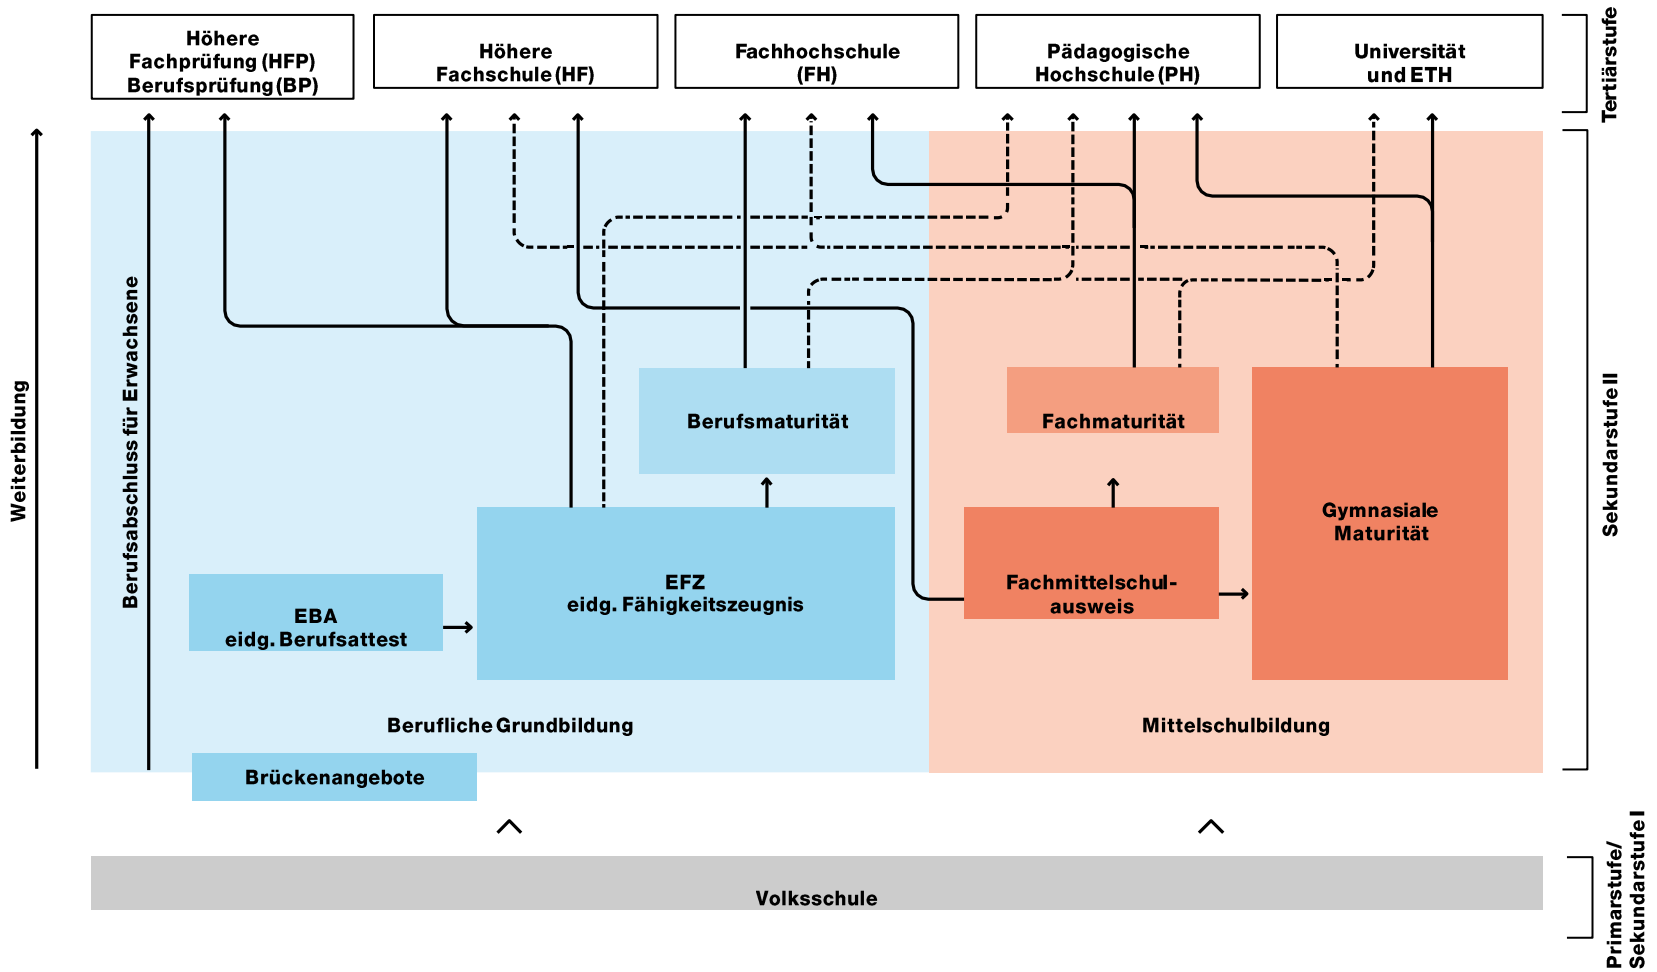 Höhere
Fachprüfung (HFP)
Berufsprüfung (BP)
Höhere
Fachschule (HF)
Fachhochschule
(FH)
Pädagogische
Hochschule (PH)
Universität
und ETH
Tertiärstufe
Weiterbildung
Berufsabschluss für Erwachsene
Sekundarstufe II
Berufsmaturität
Fachmaturität
Gymnasiale
Maturität
EFZ
eidg. Fähigkeitszeugnis
Fachmittelschul-
ausweis
EBA
eidg. Berufsattest
Berufliche Grundbildung
Mittelschulbildung
Brückenangebote
Volksschule
Primarstufe/
Sekundarstufe I